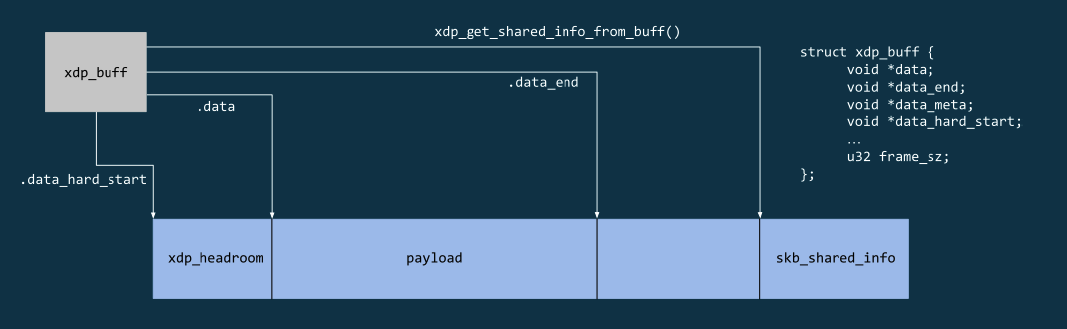 xdp_get_shared_info_from_buff()
xdp_buff
.data_end
.data
.data_hard_start
struct xdp_buff {
void *data;
void *data_end;
void *data_meta;
void *data_hard_start;
...
u32 frame_sz;
};
xdp_headroom
payload
skb_shared_info